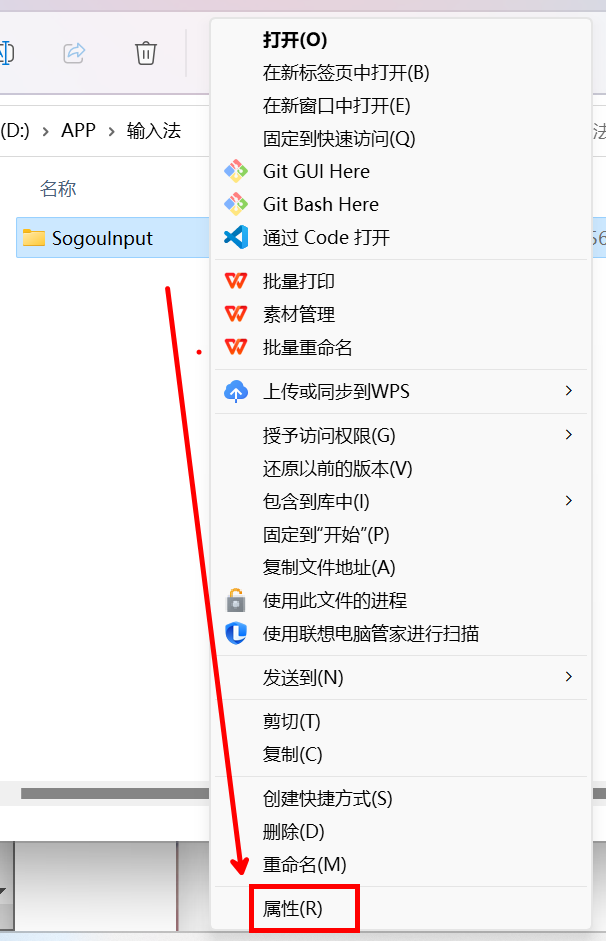 打开(O)
在新标签页中打开(B)
在新窗口中打开(E)
(D:) › APP › 输入法
固定到快速访问(Q)
Git GUI Here
名称
Git Bash Here
SogouInput
通过 Code 打开
批量打印
素材管理
批量重命名
上传或同步到WPS
授予访问权限(G)
还原以前的版本(V)
包含到库中(I)
固定到“开始”(P)
复制文件地址(A)
使用此文件的进程
使用联想电脑管家进行扫描
发送到(N)
剪切(T)
复制(C)
创建快捷方式(S)
删除(D)
重命名(M)
属性(R)